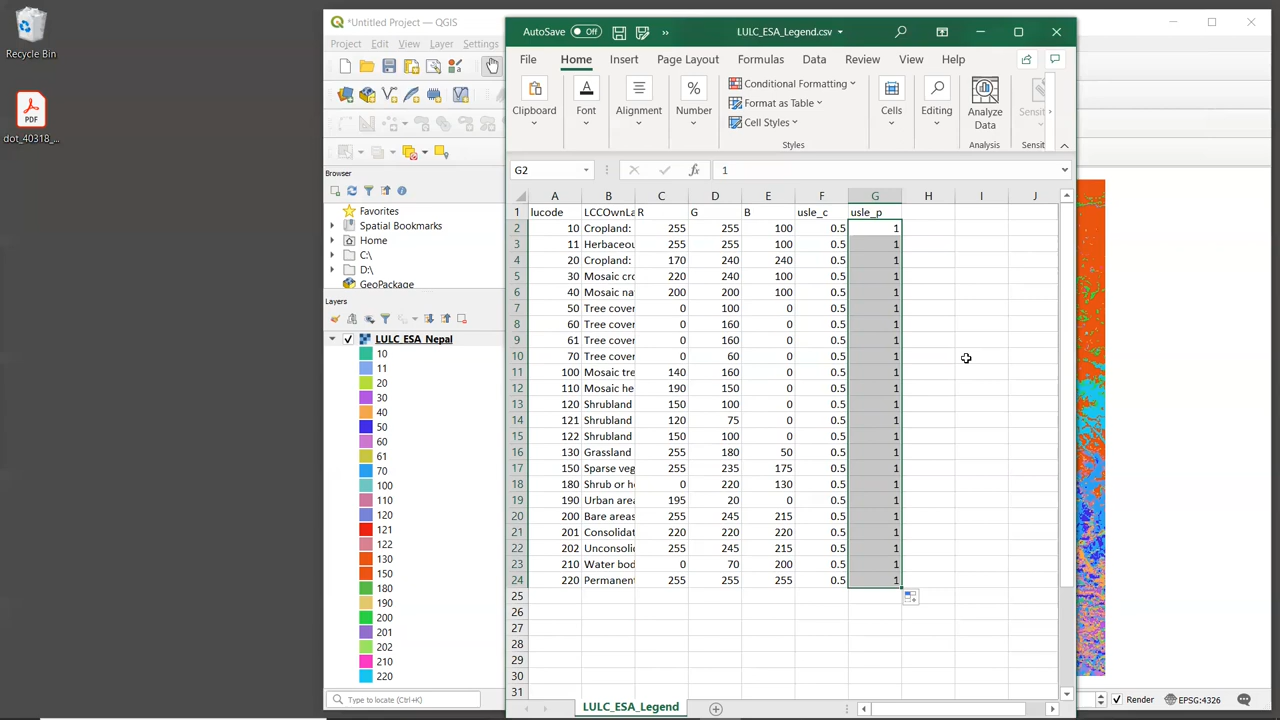 Recycle Bin
PDF
dot_40318_...
*Untitled Project — QGIS
Project Edit View Layer Settings
Browser
Favorites
Spatial Bookmarks
Home
C:\
D:\
GeoPackage
Layers
LULC_ESA_Nepal
10
11
20
30
40
50
60
61
70
100
110
120
121
122
130
150
180
190
200
201
202
210
220
Type to locate (Ctrl+K)
AutoSave Off LULC_ESA_Legend.csv
File Home Insert Page Layout Formulas Data Review View Help
Clipboard Font Alignment Number
Conditional Formatting
Format as Table
Cell Styles
Styles
Cells Editing
Analyze Data
Analysis
Sensit
Sensit
G2 fx 1
A B C D E F G H I J
1 lucode LCCOwnLa R G B usle_c usle_p
2 10 Cropland: 255 255 100 0.5 1
3 11 Herbaceou 255 255 100 0.5 1
4 20 Cropland: 170 240 240 0.5 1
5 30 Mosaic cro 220 240 100 0.5 1
6 40 Mosaic na 200 200 100 0.5 1
7 50 Tree cover 0 100 0 0.5 1
8 60 Tree cover 0 160 0 0.5 1
9 61 Tree cover 0 160 0 0.5 1
10 70 Tree cover 0 60 0 0.5 1
11 100 Mosaic tre 140 160 0 0.5 1
12 110 Mosaic he 190 150 0 0.5 1
13 120 Shrubland 150 100 0 0.5 1
14 121 Shrubland 120 75 0 0.5 1
15 122 Shrubland 150 100 0 0.5 1
16 130 Grassland 255 180 50 0.5 1
17 150 Sparse veg 255 235 175 0.5 1
18 180 Shrub or he 0 220 130 0.5 1
19 190 Urban area 195 20 0 0.5 1
20 200 Bare areas 255 245 215 0.5 1
21 201 Consolidat 220 220 220 0.5 1
22 202 Unconsolid 255 245 215 0.5 1
23 210 Water bod 0 70 200 0.5 1
24 220 Permanent 255 255 255 0.5 1
25
26
27
28
29
30
31
LULC_ESA_Legend
Render EPSG:4326